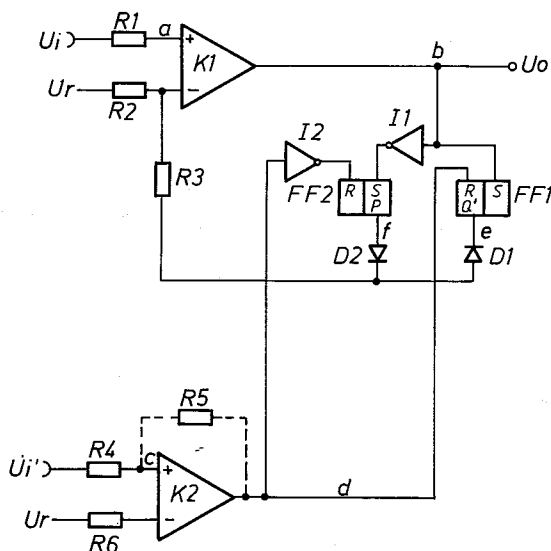 R1
Ui
a
+
K1
b
Uo
Ur
R2
−
I2
I1
R3
R
S
P
FF2
R
Q'
S
FF1
f
e
D2
D1
R5
Ui'
R4
c
+
K2
d
Ur
−
R6